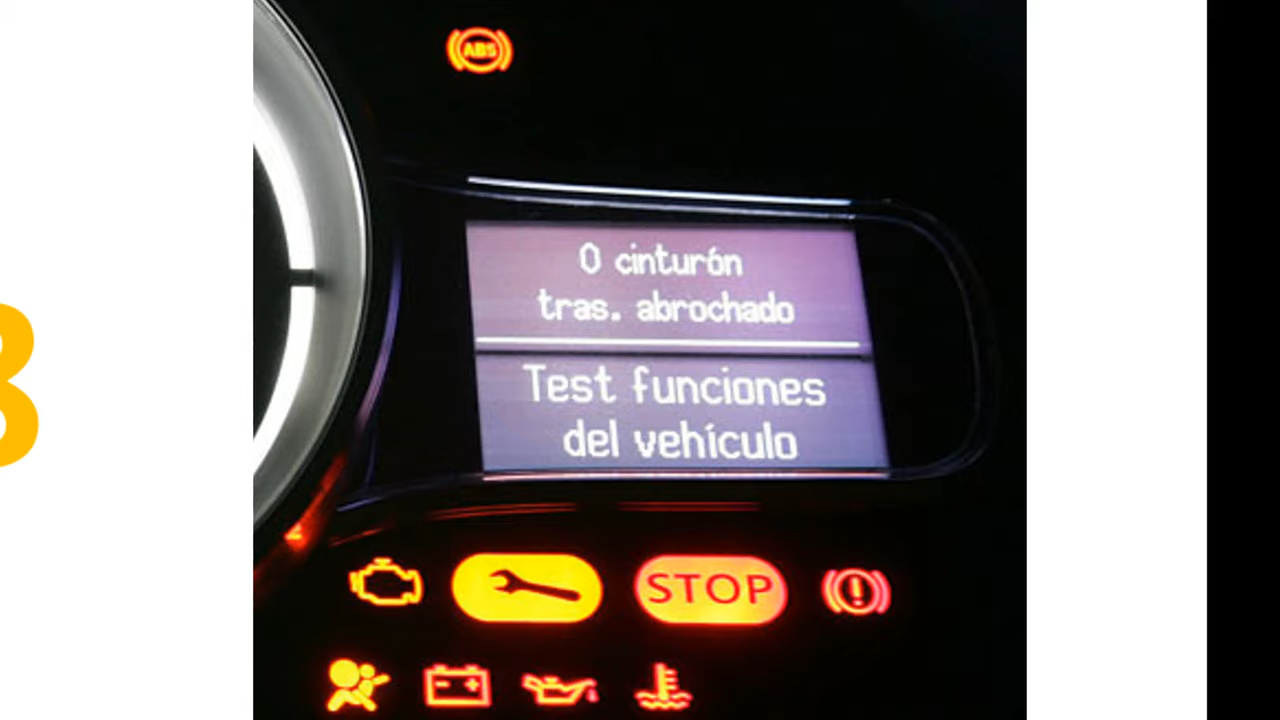 ABS
0 cinturón
tras. abrochado
Test funciones
del vehículo
STOP